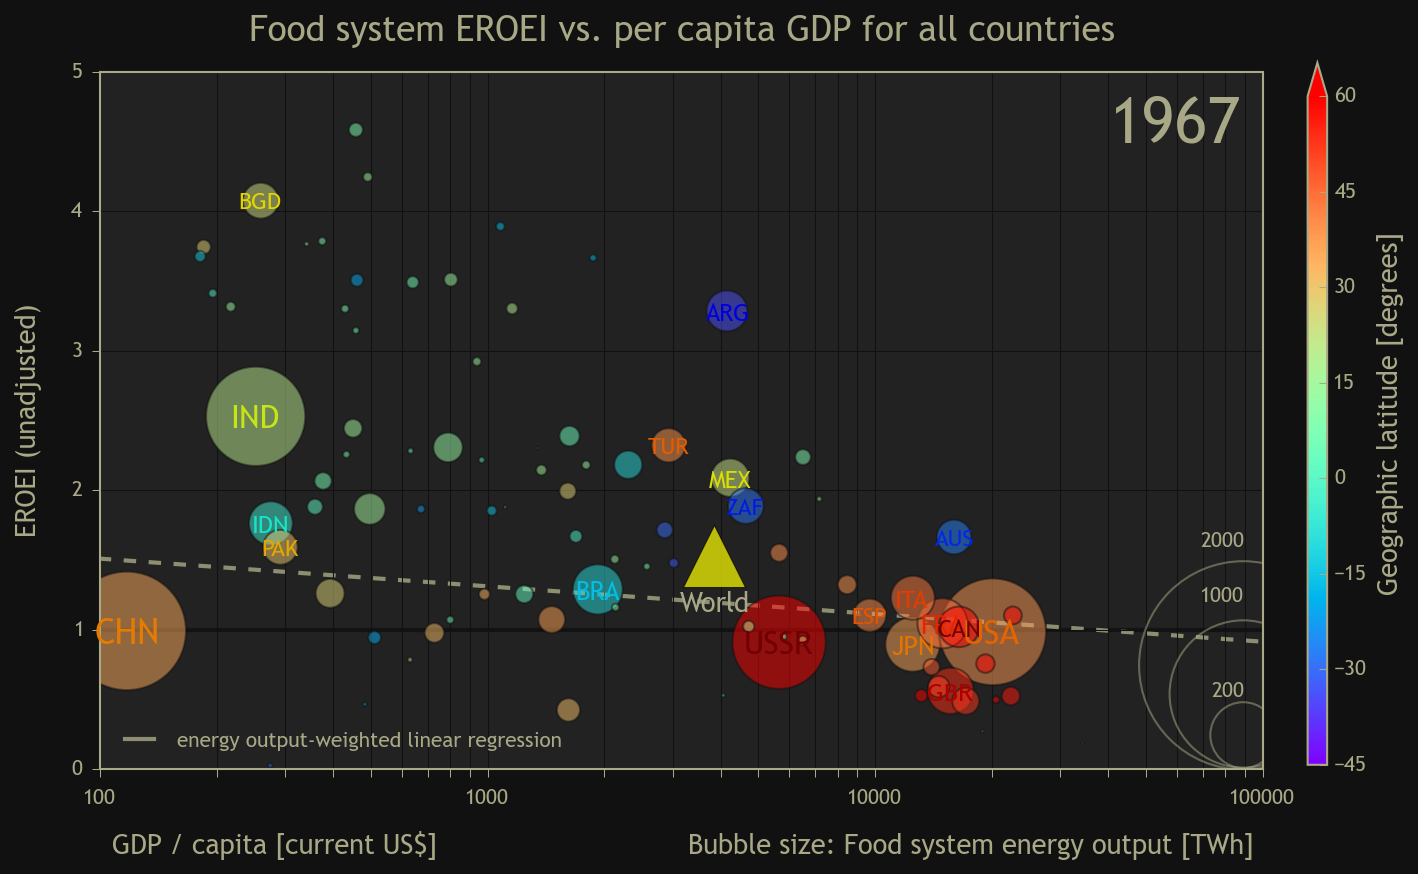 Food system EROEI vs. per capita GDP for all countries
1967
EROEI (unadjusted)
5
4
3
2
1
0
BGD
ARG
IND
TUR
MEX
ZAF
IDN
PAK
AUS
BRA
World
CHN
USSR
ESP
ITA
CAN
USA
JPN
GBR
2000
1000
200
energy output-weighted linear regression
100
1000
10000
100000
GDP / capita [current US$]
Bubble size: Food system energy output [TWh]
60
45
30
15
0
−15
−30
−45
Geographic latitude [degrees]